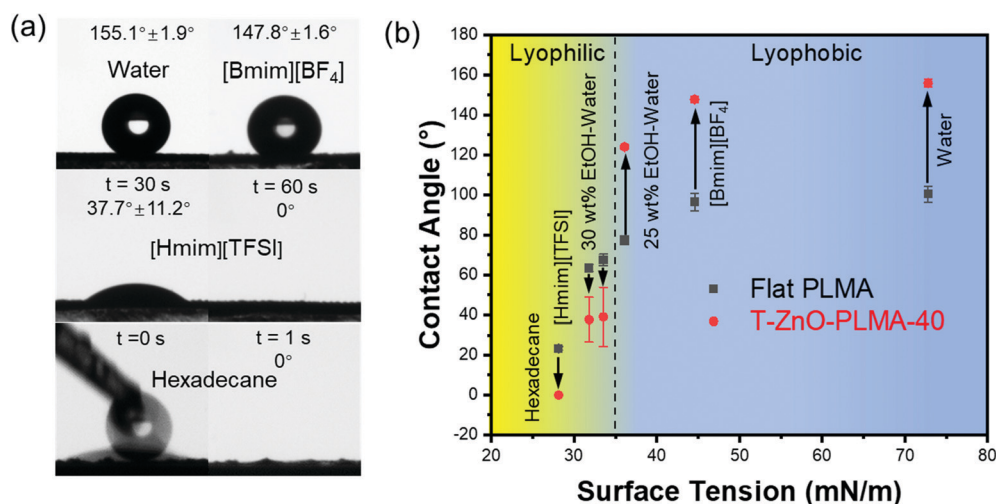 (a)
155.1°±1.9° 147.8°±1.6°
Water [Bmim][BF₄]
t = 30 s t = 60 s
37.7°±11.2° 0°
[Hmim][TFSI]
t =0 s t = 1 s
0°
Hexadecane
(b)
Lyophilic Lyophobic
Contact Angle (°)
180
160
140
120
100
80
60
40
20
0
-20
Hexadecane
[Hmim][TFSI]
30 wt% EtOH-Water
25 wt% EtOH-Water
[Bmim][BF₄]
Water
Flat PLMA
T-ZnO-PLMA-40
20 30 40 50 60 70 80
Surface Tension (mN/m)